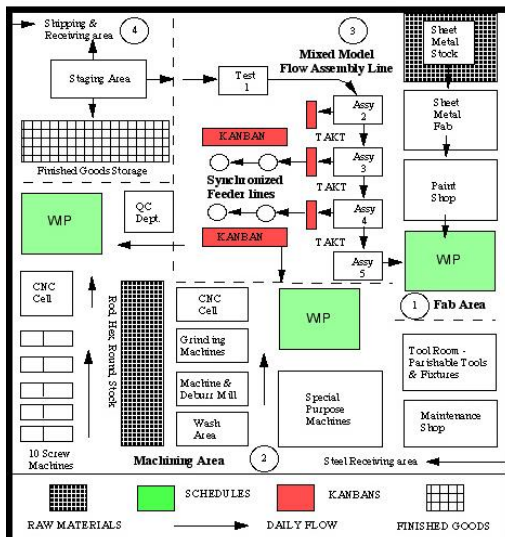 Shipping &
Receiving area
4
3
Mixed Model
Flow Assembly Line
Sheet
Metal
Stock
Staging Area
Test
1
Assy
2
Sheet
Metal
Fab
KANBAN
TAKT
Assy
3
Finished Goods Storage
Synchronized
Feeder lines
TAKT
Paint
Shop
QC
Dept.
Assy
4
WIP
KANBAN
TAKT
Assy
5
WIP
1
Fab Area
CNC
Cell
Rod, Hex, Round, Stock
CNC
Cell
WIP
Grinding
Machines
Tool Room -
Parishable Tools
& Fixtures
Machine &
Deburr Mill
Special
Purpose
Machines
Wash
Area
Maintenance
Shop
10 Screw
Machines
Machining Area
2
Steel Receiving area
SCHEDULES
KANBANS
RAW MATERIALS
DAILY FLOW
FINISHED GOODS